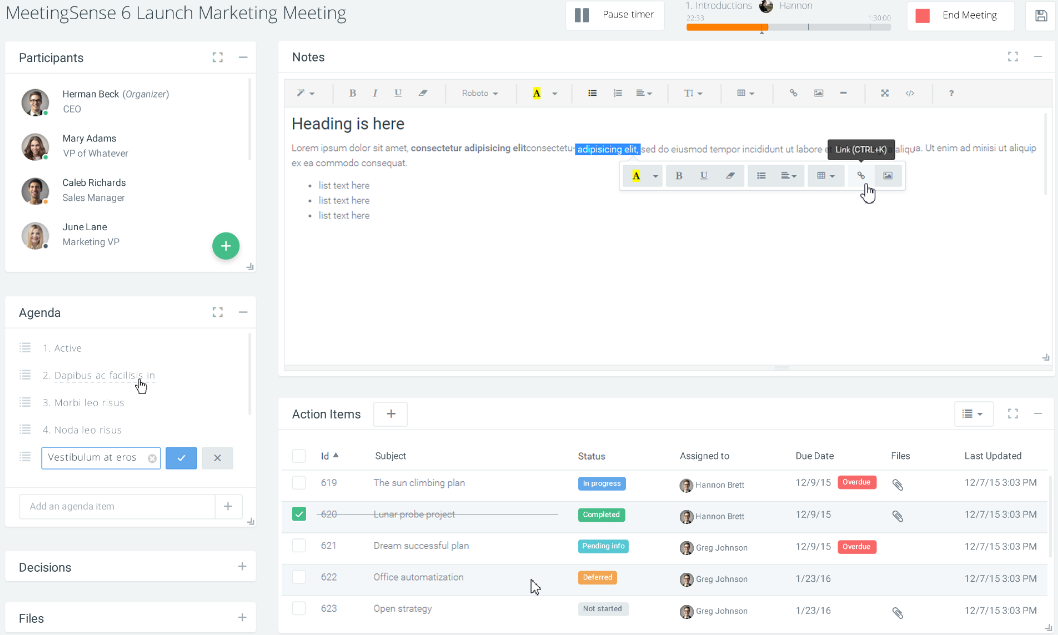 MeetingSense 6 Launch Marketing Meeting
Pause timer
1. Introductions Hannon
22:33 1:30:00
End Meeting
Participants
Herman Beck (Organizer)
CEO
Mary Adams
VP of Whatever
Caleb Richards
Sales Manager
June Lane
Marketing VP
Agenda
1. Active
2. Dapibus ac facilisis in
3. Morbi leo risus
4. Noda leo risus
Vestibulum at eros
Add an agenda item
Decisions
Files
Notes
B I U Roboto A TI ?
Heading is here
Lorem ipsum dolor sit amet, consectetur adipisicing elitconsectetu adipisicing elit, sed do eiusmod tempor incididunt ut labore aliqua. Ut enim ad minisi ut aliquip
ex ea commodo consequat.
Link (CTRL+K)
A B U
list text here
list text here
list text here
Action Items
Id Subject Status Assigned to Due Date Files Last Updated
619 The sun climbing plan In progress Hannon Brett 12/9/15 Overdue 12/7/15 3:03 PM
620 Lunar probe project Completed Hannon Brett 12/9/15 12/7/15 3:03 PM
621 Dream successful plan Pending info Greg Johnson 12/9/15 Overdue 12/7/15 3:03 PM
622 Office automatization Deferred Greg Johnson 1/23/16 12/7/15 3:03 PM
623 Open strategy Not started Greg Johnson 1/23/16 12/7/15 3:03 PM